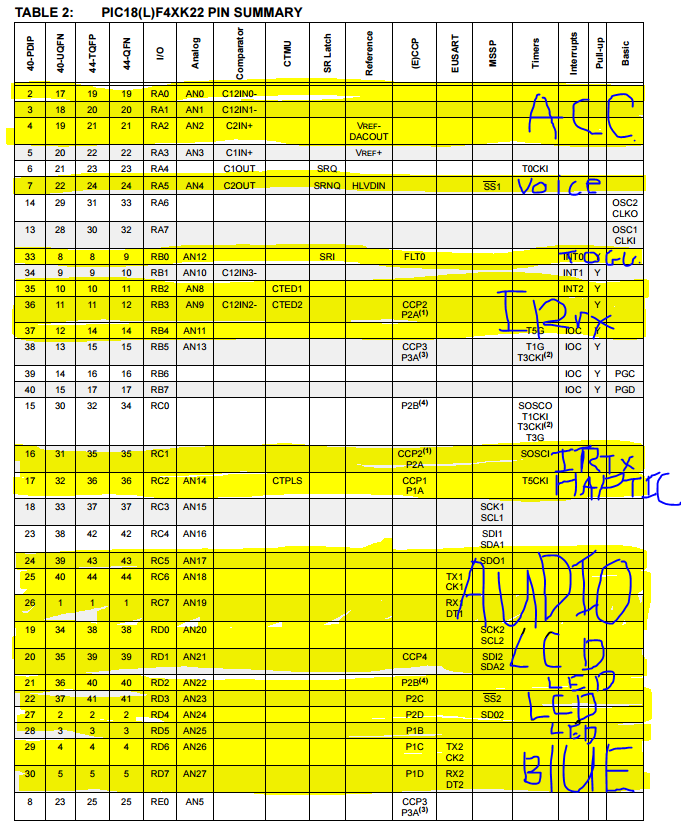 TABLE 2: PIC18(L)F4XK22 PIN SUMMARY
40-PDIP 40-UQFN 44-TQFP 44-QFN I/O Analog Comparator CTMU SR Latch Reference (E)CCP EUSART MSSP Timers Interrupts Pull-up Basic
2 17 19 19 RA0 AN0 C12IN0-
3 18 20 20 RA1 AN1 C12IN1-
ACC
4 19 21 21 RA2 AN2 C2IN+ VREF-
DACOUT
5 20 22 22 RA3 AN3 C1IN+ VREF+
6 21 23 23 RA4 C1OUT SRQ T0CKI
7 22 24 24 RA5 AN4 C2OUT SRNQ HLVDIN SS1 VOICE
14 29 31 33 RA6 OSC2
CLKO
13 28 30 32 RA7 OSC1
CLKI
33 8 8 9 RB0 AN12 SRI FLT0 INT0 Y TOGG.
34 9 9 10 RB1 AN10 C12IN3- INT1 Y
35 10 10 11 RB2 AN8 CTED1 INT2 Y
36 11 11 12 RB3 AN9 C12IN2- CTED2 CCP2 Y
P2A(1)
IRrx
37 12 14 14 RB4 AN11 T5G IOC Y
38 13 15 15 RB5 AN13 CCP3 T1G IOC Y
P3A(3) T3CKI(2)
39 14 16 16 RB6 IOC Y PGC
40 15 17 17 RB7 IOC Y PGD
15 30 32 34 RC0 P2B(4) SOSCO
T1CKI
T3CKI(2)
T3G
16 31 35 35 RC1 CCP2(1) SOSCI IRTx
P2A
17 32 36 36 RC2 AN14 CTPLS CCP1 T5CKI HAPTIC
P1A
18 33 37 37 RC3 AN15 SCK1
SCL1
23 38 42 42 RC4 AN16 SDI1
SDA1
24 39 43 43 RC5 AN17 SDO1
25 40 44 44 RC6 AN18 TX1
CK1
AUDIO
26 1 1 1 RC7 AN19 RX1
DT1
19 34 38 38 RD0 AN20 SCK2
SCL2
LCD
20 35 39 39 RD1 AN21 CCP4 SDI2
SDA2
21 36 40 40 RD2 AN22 P2B(4) LED
22 37 41 41 RD3 AN23 P2C SS2 LED
27 2 2 2 RD4 AN24 P2D SD02
28 3 3 3 RD5 AN25 P1B LED
29 4 4 4 RD6 AN26 P1C TX2
CK2
BlUE
30 5 5 5 RD7 AN27 P1D RX2
DT2
8 23 25 25 RE0 AN5 CCP3
P3A(3)